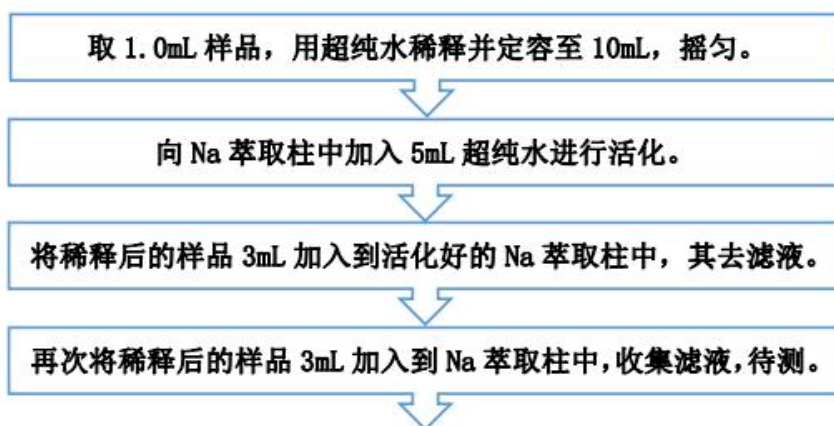 取 1.0mL 样品，用超纯水稀释并定容至 10mL，摇匀。
向 Na 萃取柱中加入 5mL 超纯水进行活化。
将稀释后的样品 3mL 加入到活化好的 Na 萃取柱中，其去滤液。
再次将稀释后的样品 3mL 加入到 Na 萃取柱中，收集滤液，待测。